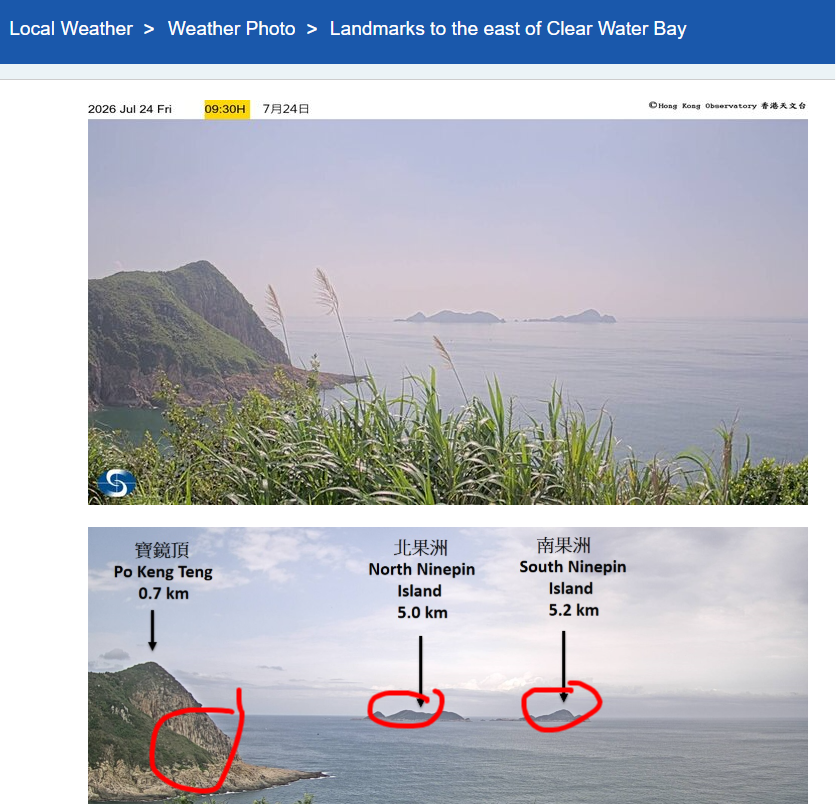 Local Weather > Weather Photo > Landmarks to the east of Clear Water Bay
2026 Jul 24 Fri 09:30H 7月24日 ©Hong Kong Observatory 香港天文台
寶鏡頂
Po Keng Teng
0.7 km
北果洲
North Ninepin
Island
5.0 km
南果洲
South Ninepin
Island
5.2 km